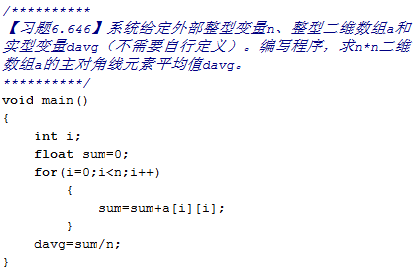 /**********
【习题6.646】系统给定外部整型变量n、整型二维数组a和
实型变量davg（不需要自行定义）。编写程序，求n*n二维
数组a的主对角线元素平均值davg。
**********/
void main()
{
    int i;
    float sum=0;
    for(i=0;i<n;i++)
        {
            sum=sum+a[i][i];
        }
    davg=sum/n;
}